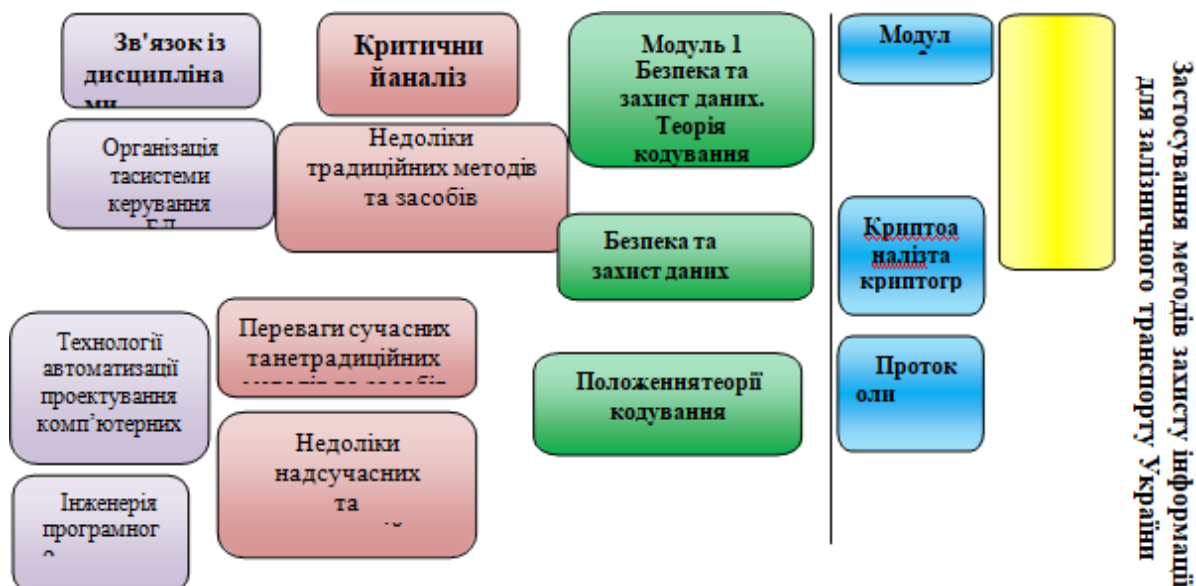 Зв'язок із
дисципліна
ми
Організація
тасистеми
керування
Технології
автоматизації
проектування
комп’ютерних
Інженерія
програмног
Критични
йаналіз
Недоліки
традиційних методів
та засобів
Переваги сучасних
танетрадиційних
Недоліки
надсучасних
та
Модуль 1
Безпека та
захист даних.
Теорія
кодування
Безпека та
захист даних
Положеннятеорії
кодування
Модул
Криптоа
налізта
криптогр
Проток
оли
Застосування методів захисту інформаці
для залізничного транспорту України